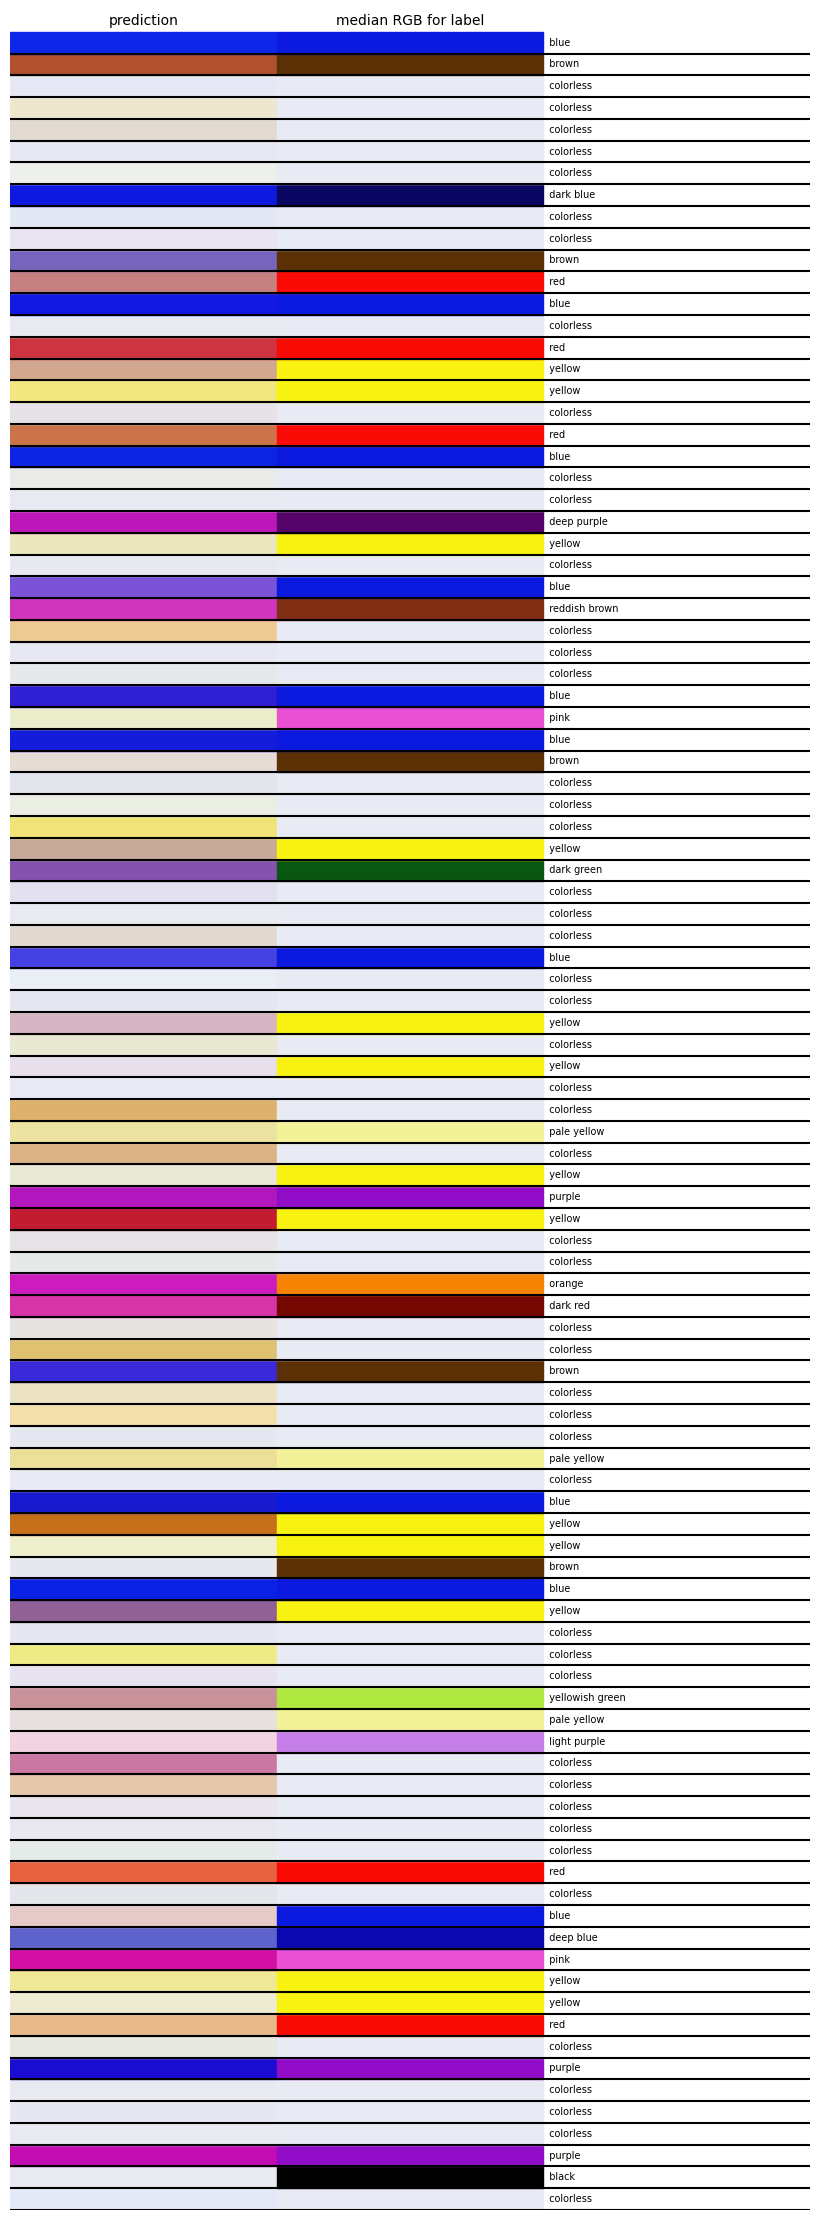 prediction median RGB for label
blue
brown
colorless
colorless
colorless
colorless
colorless
dark blue
colorless
colorless
brown
red
blue
colorless
red
yellow
yellow
colorless
red
blue
colorless
colorless
deep purple
yellow
colorless
blue
reddish brown
colorless
colorless
colorless
blue
pink
blue
brown
colorless
colorless
colorless
yellow
dark green
colorless
colorless
colorless
blue
colorless
colorless
yellow
colorless
yellow
colorless
colorless
pale yellow
colorless
yellow
purple
yellow
colorless
colorless
orange
dark red
colorless
colorless
brown
colorless
colorless
colorless
pale yellow
colorless
blue
yellow
yellow
brown
blue
yellow
colorless
colorless
colorless
yellowish green
pale yellow
light purple
colorless
colorless
colorless
colorless
colorless
red
colorless
blue
deep blue
pink
yellow
yellow
red
colorless
purple
colorless
colorless
colorless
purple
black
colorless